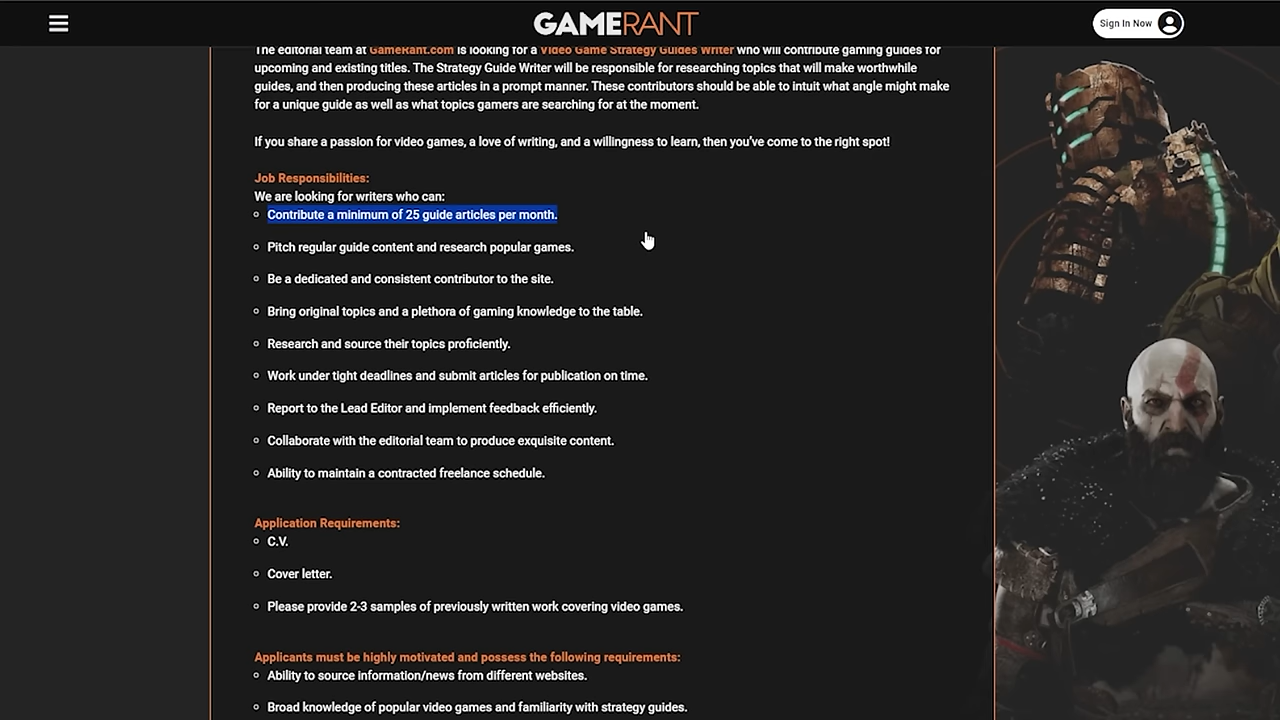 GAMERANT
Sign In Now
The editorial team at GameRant.com is looking for a Video Game Strategy Guides Writer who will contribute gaming guides for
upcoming and existing titles. The Strategy Guide Writer will be responsible for researching topics that will make worthwhile
guides, and then producing these articles in a prompt manner. These contributors should be able to intuit what angle might make
for a unique guide as well as what topics gamers are searching for at the moment.
If you share a passion for video games, a love of writing, and a willingness to learn, then you've come to the right spot!
Job Responsibilities:
We are looking for writers who can:
Contribute a minimum of 25 guide articles per month.
Pitch regular guide content and research popular games.
Be a dedicated and consistent contributor to the site.
Bring original topics and a plethora of gaming knowledge to the table.
Research and source their topics proficiently.
Work under tight deadlines and submit articles for publication on time.
Report to the Lead Editor and implement feedback efficiently.
Collaborate with the editorial team to produce exquisite content.
Ability to maintain a contracted freelance schedule.
Application Requirements:
C.V.
Cover letter.
Please provide 2-3 samples of previously written work covering video games.
Applicants must be highly motivated and possess the following requirements:
Ability to source information/news from different websites.
Broad knowledge of popular video games and familiarity with strategy guides.